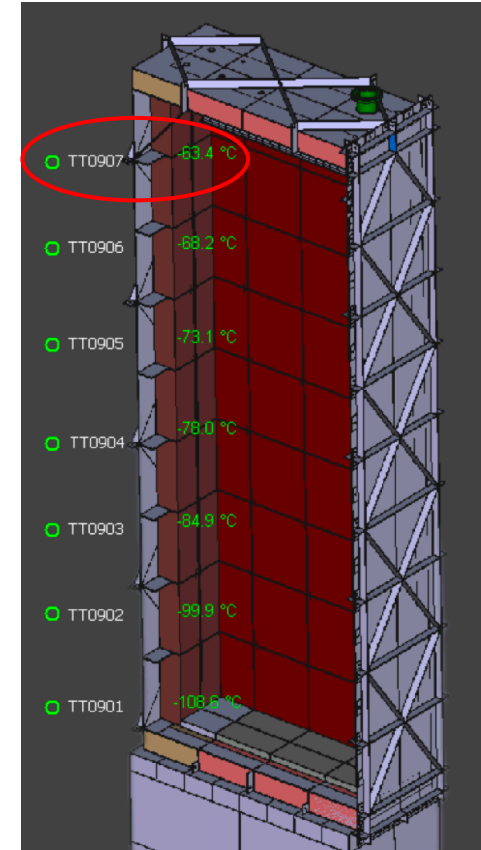 TT0907 -63.4 °C
TT0906 -68.2 °C
TT0905 -73.1 °C
TT0904 -78.0 °C
TT0903 -84.9 °C
TT0902 -99.9 °C
TT0901 -108.6 °C